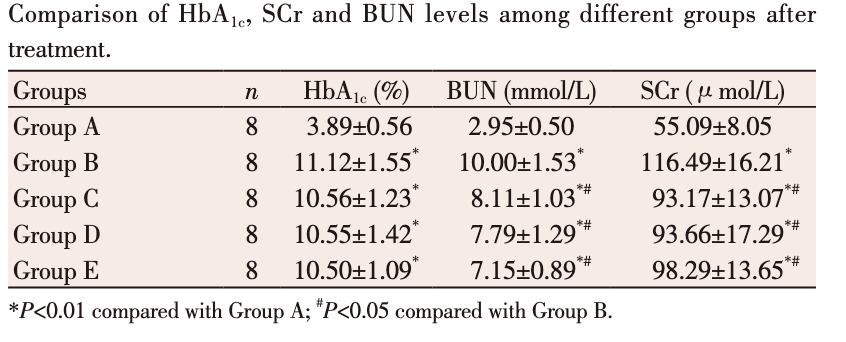 Comparison of HbA1c, SCr and BUN levels among different groups after
treatment.
Groups n HbA1c (%) BUN (mmol/L) SCr (μ mol/L)
Group A 8 3.89±0.56 2.95±0.50 55.09±8.05
Group B 8 11.12±1.55* 10.00±1.53* 116.49±16.21*
Group C 8 10.56±1.23* 8.11±1.03*# 93.17±13.07*#
Group D 8 10.55±1.42* 7.79±1.29*# 93.66±17.29*#
Group E 8 10.50±1.09* 7.15±0.89*# 98.29±13.65*#
*P<0.01 compared with Group A; #P<0.05 compared with Group B.